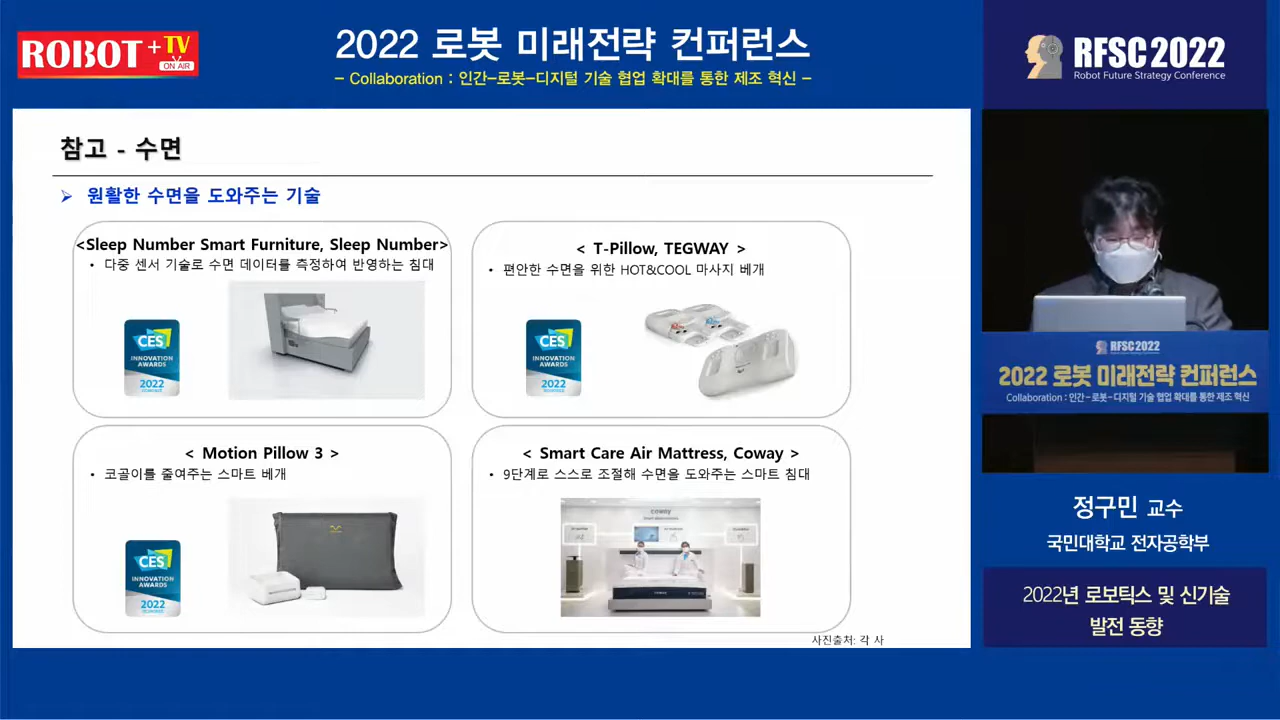 ROBOT+TV
ON AIR
2022 로봇 미래전략 컨퍼런스
– Collaboration : 인간–로봇–디지털 기술 협업 확대를 통한 제조 혁신 –
RFSC 2022
Robot Future Strategy Conference
참고 - 수면
➢ 원활한 수면을 도와주는 기술
<Sleep Number Smart Furniture, Sleep Number>
• 다중 센서 기술로 수면 데이터를 측정하여 반영하는 침대
CES
INNOVATION
AWARDS
2022
< T-Pillow, TEGWAY >
• 편안한 수면을 위한 HOT&COOL 마사지 베개
CES
INNOVATION
AWARDS
2022
< Motion Pillow 3 >
• 코골이를 줄여주는 스마트 베개
CES
INNOVATION
AWARDS
2022
< Smart Care Air Mattress, Coway >
• 9단계로 스스로 조절해 수면을 도와주는 스마트 침대
coway
COWAY
사진출처: 각 사
RFSC 2022
2022 로봇 미래전략 컨퍼런스
Collaboration : 인간–로봇–디지털 기술 협업 확대를 통한 제조 혁신
정구민 교수
국민대학교 전자공학부
2022년 로보틱스 및 신기술
발전 동향